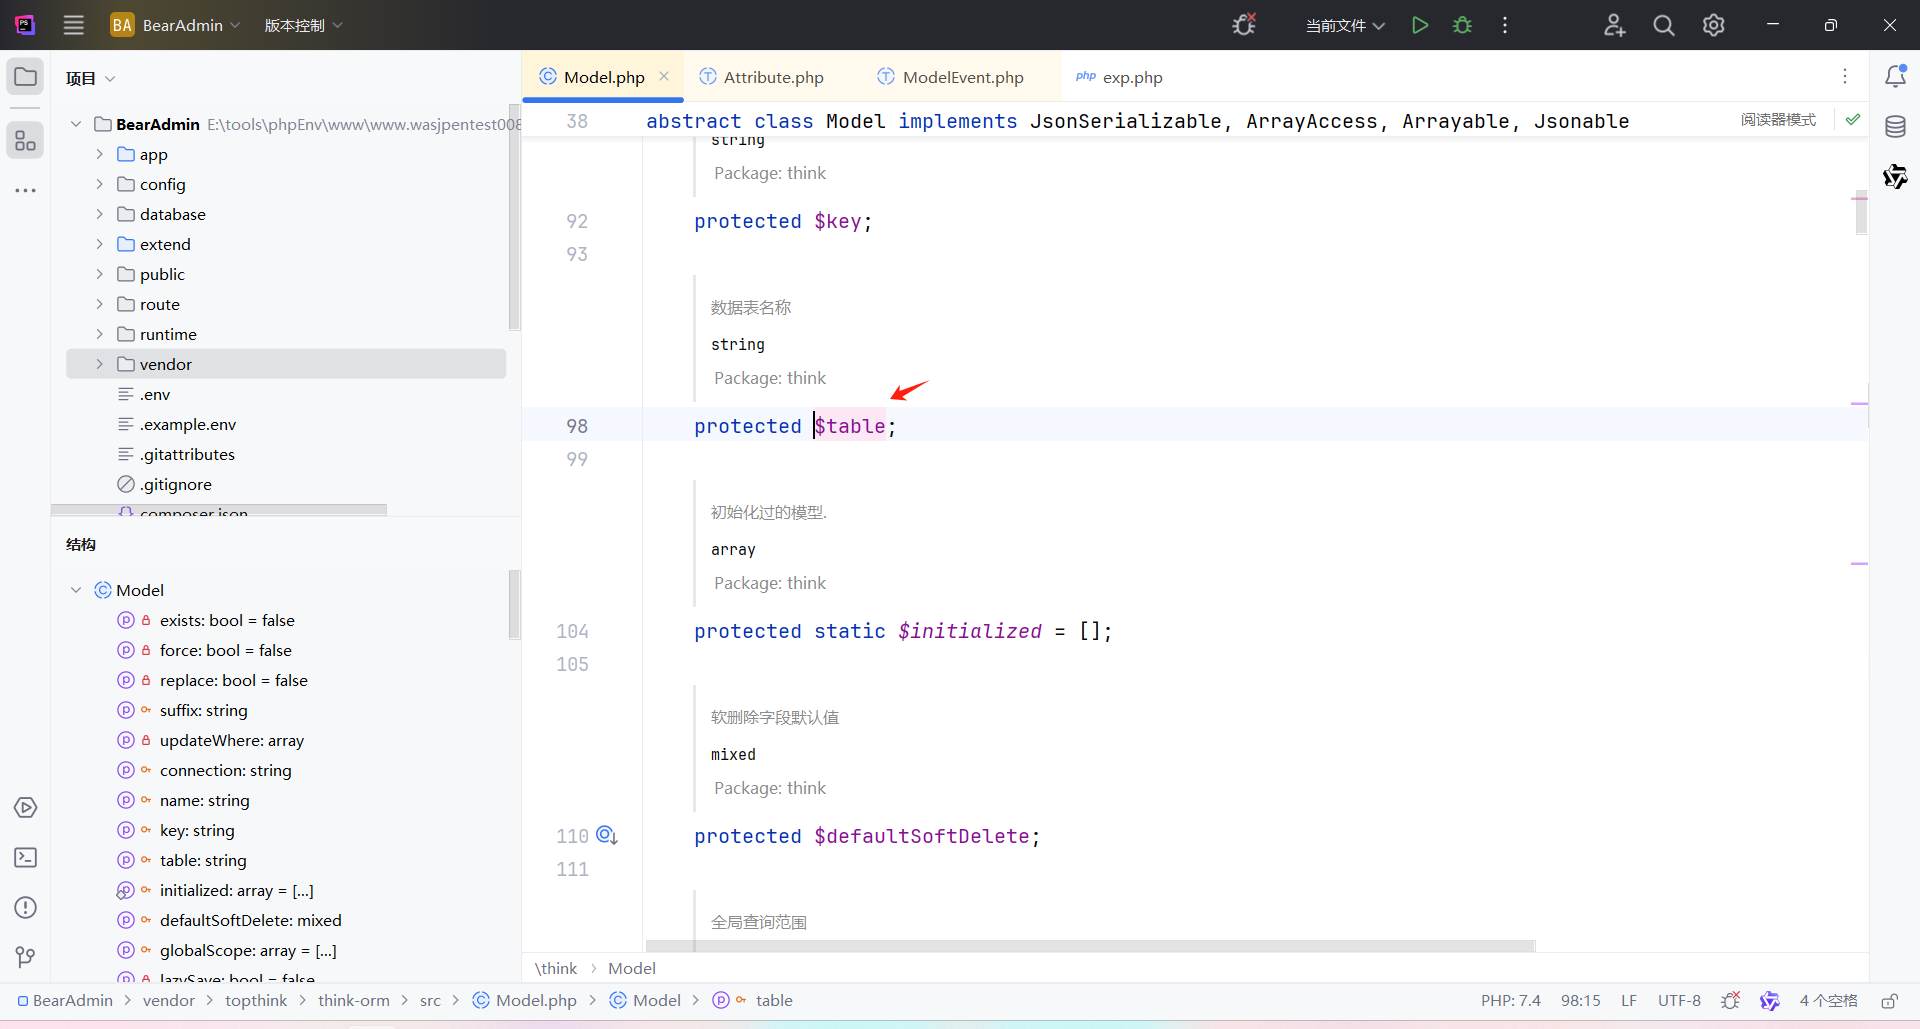 PS
BA BearAdmin 版本控制 当前文件
项目
BearAdmin E:\tools\phpEnv\www\www.wasjpentest008
app
config
database
extend
public
route
runtime
vendor
.env
.example.env
.gitattributes
.gitignore
composer.json
结构
Model
exists: bool = false
force: bool = false
replace: bool = false
suffix: string
updateWhere: array
connection: string
name: string
key: string
table: string
initialized: array = [...]
defaultSoftDelete: mixed
globalScope: array = [...]
lazySave: bool = false
Model.php Attribute.php ModelEvent.php php exp.php
38 abstract class Model implements JsonSerializable, ArrayAccess, Arrayable, Jsonable 阅读器模式
string
Package: think
92 protected $key;
93
数据表名称
string
Package: think
98 protected $table;
99
初始化过的模型.
array
Package: think
104 protected static $initialized = [];
105
软删除字段默认值
mixed
Package: think
110 protected $defaultSoftDelete;
111
全局查询范围
\think › Model
BearAdmin > vendor > topthink > think-orm > src > Model.php > Model > table PHP: 7.4 98:15 LF UTF-8 4 个空格